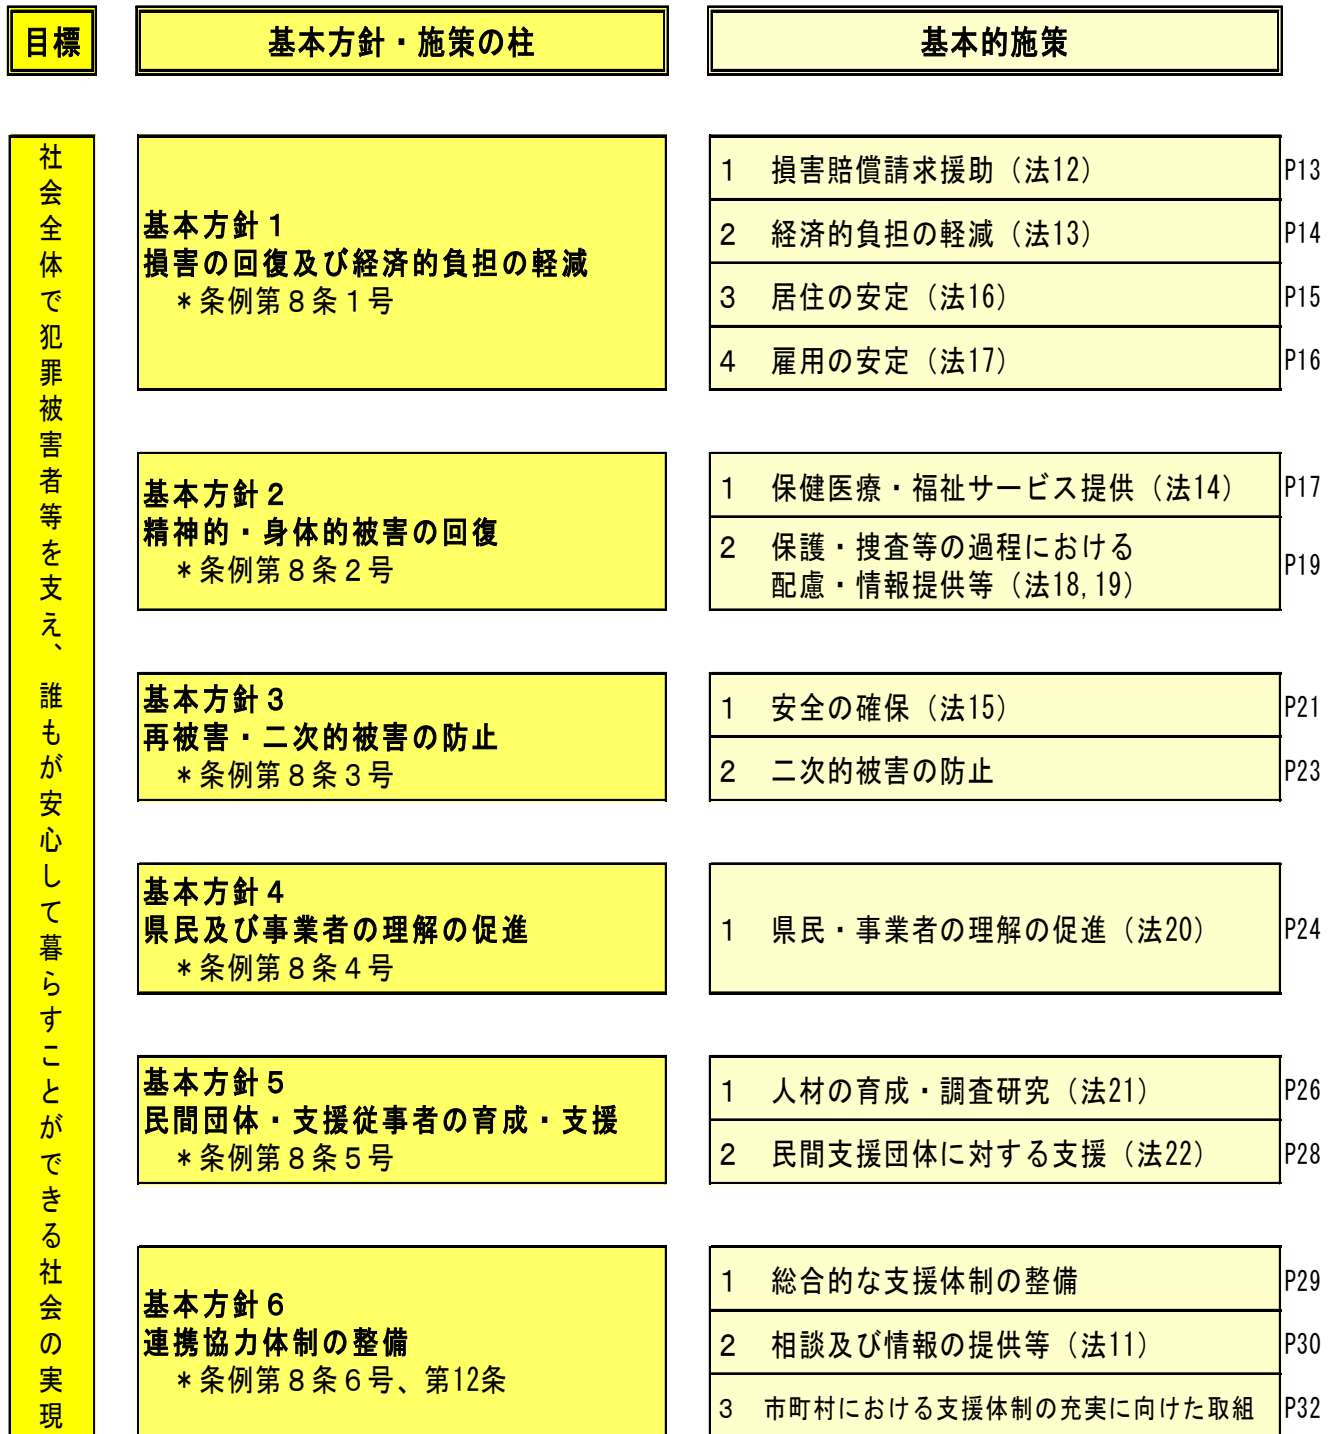 目標
基本方針・施策の柱
基本的施策
社会全体で犯罪被害者等を支え、誰もが安心して暮らすことができる社会の実現
基本方針１
損害の回復及び経済的負担の軽減
＊条例第８条１号
1 損害賠償請求援助（法12） P13
2 経済的負担の軽減（法13） P14
3 居住の安定（法16） P15
4 雇用の安定（法17） P16
基本方針２
精神的・身体的被害の回復
＊条例第８条２号
1 保健医療・福祉サービス提供（法14） P17
2 保護・捜査等の過程における
配慮・情報提供等（法18,19） P19
基本方針３
再被害・二次的被害の防止
＊条例第８条３号
1 安全の確保（法15） P21
2 二次的被害の防止 P23
基本方針４
県民及び事業者の理解の促進
＊条例第８条４号
1 県民・事業者の理解の促進（法20） P24
基本方針５
民間団体・支援従事者の育成・支援
＊条例第８条５号
1 人材の育成・調査研究（法21） P26
2 民間支援団体に対する支援（法22） P28
基本方針６
連携協力体制の整備
＊条例第８条６号、第12条
1 総合的な支援体制の整備 P29
2 相談及び情報の提供等（法11） P30
3 市町村における支援体制の充実に向けた取組 P32